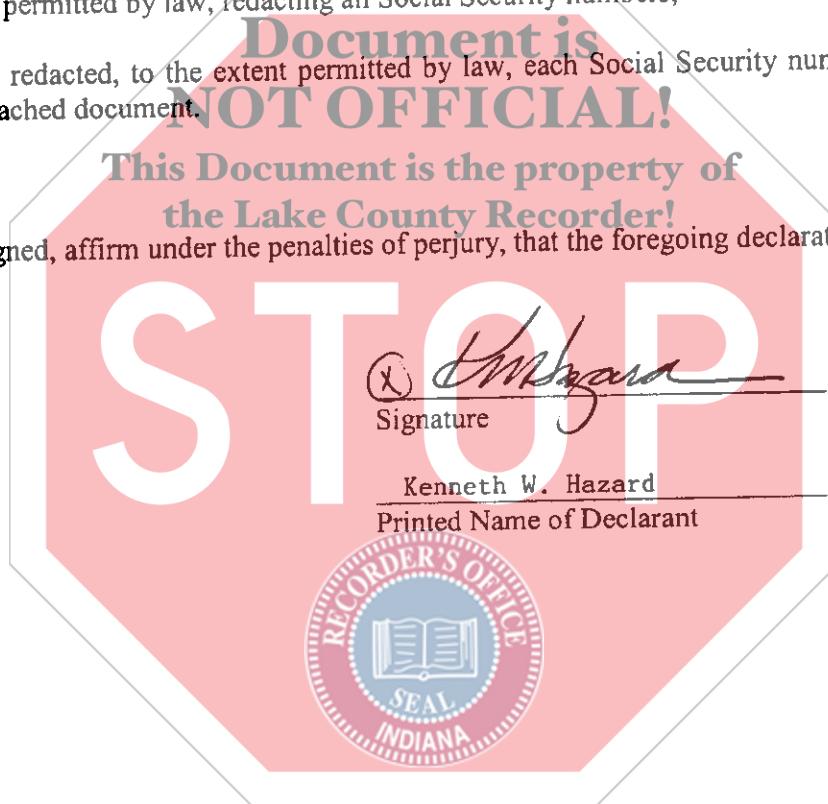 permitted by law, redacting all Social Security numbers;
Document is
redacted, to the extent permitted by law, each Social Security num
ached document.
NOT OFFICIAL!
This Document is the property of
the Lake County Recorder!
gned, affirm under the penalties of perjury, that the foregoing declarat
STOP
(X) KWHazard
Signature
Kenneth W. Hazard
Printed Name of Declarant
RECORDER'S OFFICE
SEAL
INDIANA